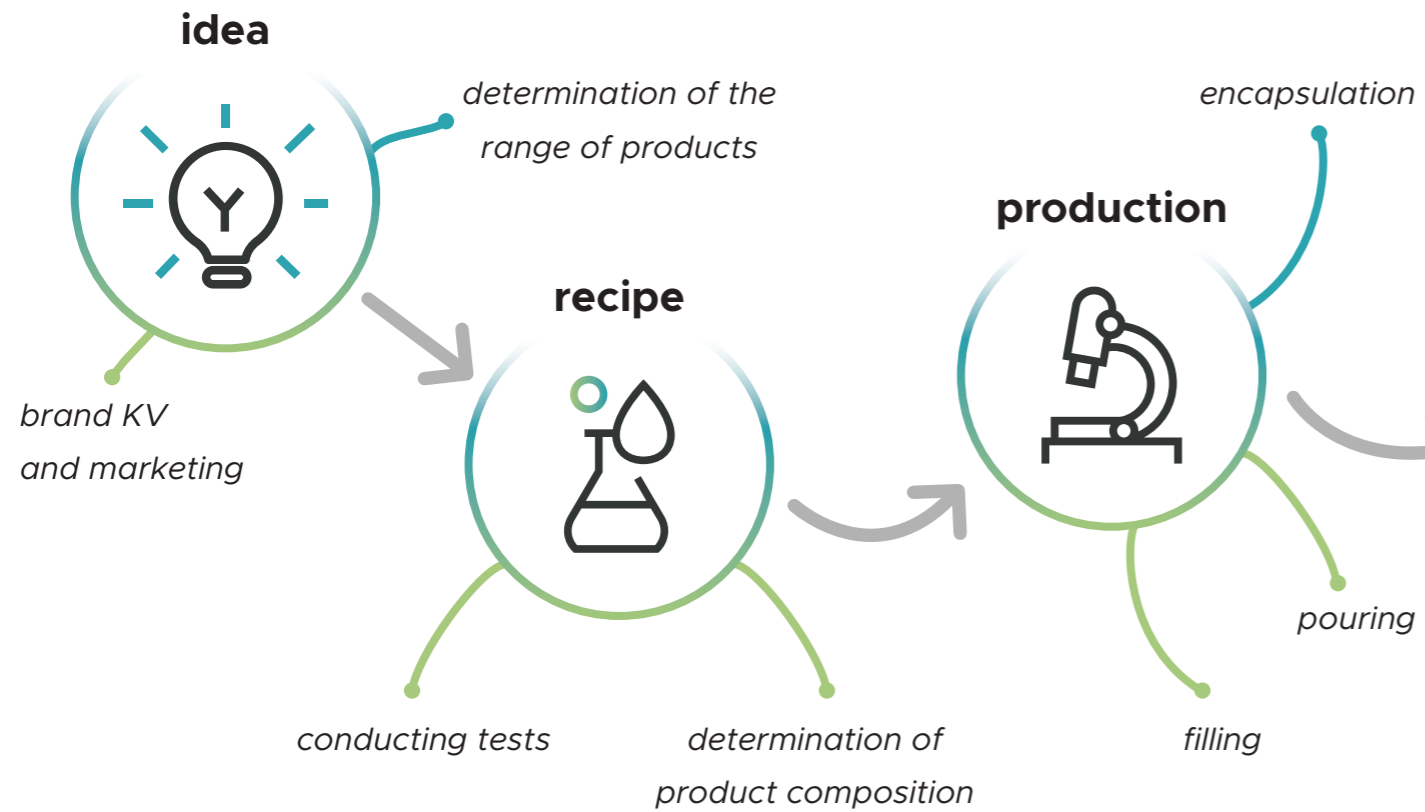 idea
determination of the
range of products
brand KV
and marketing
recipe
conducting tests
determination of
product composition
production
encapsulation
pouring
filling